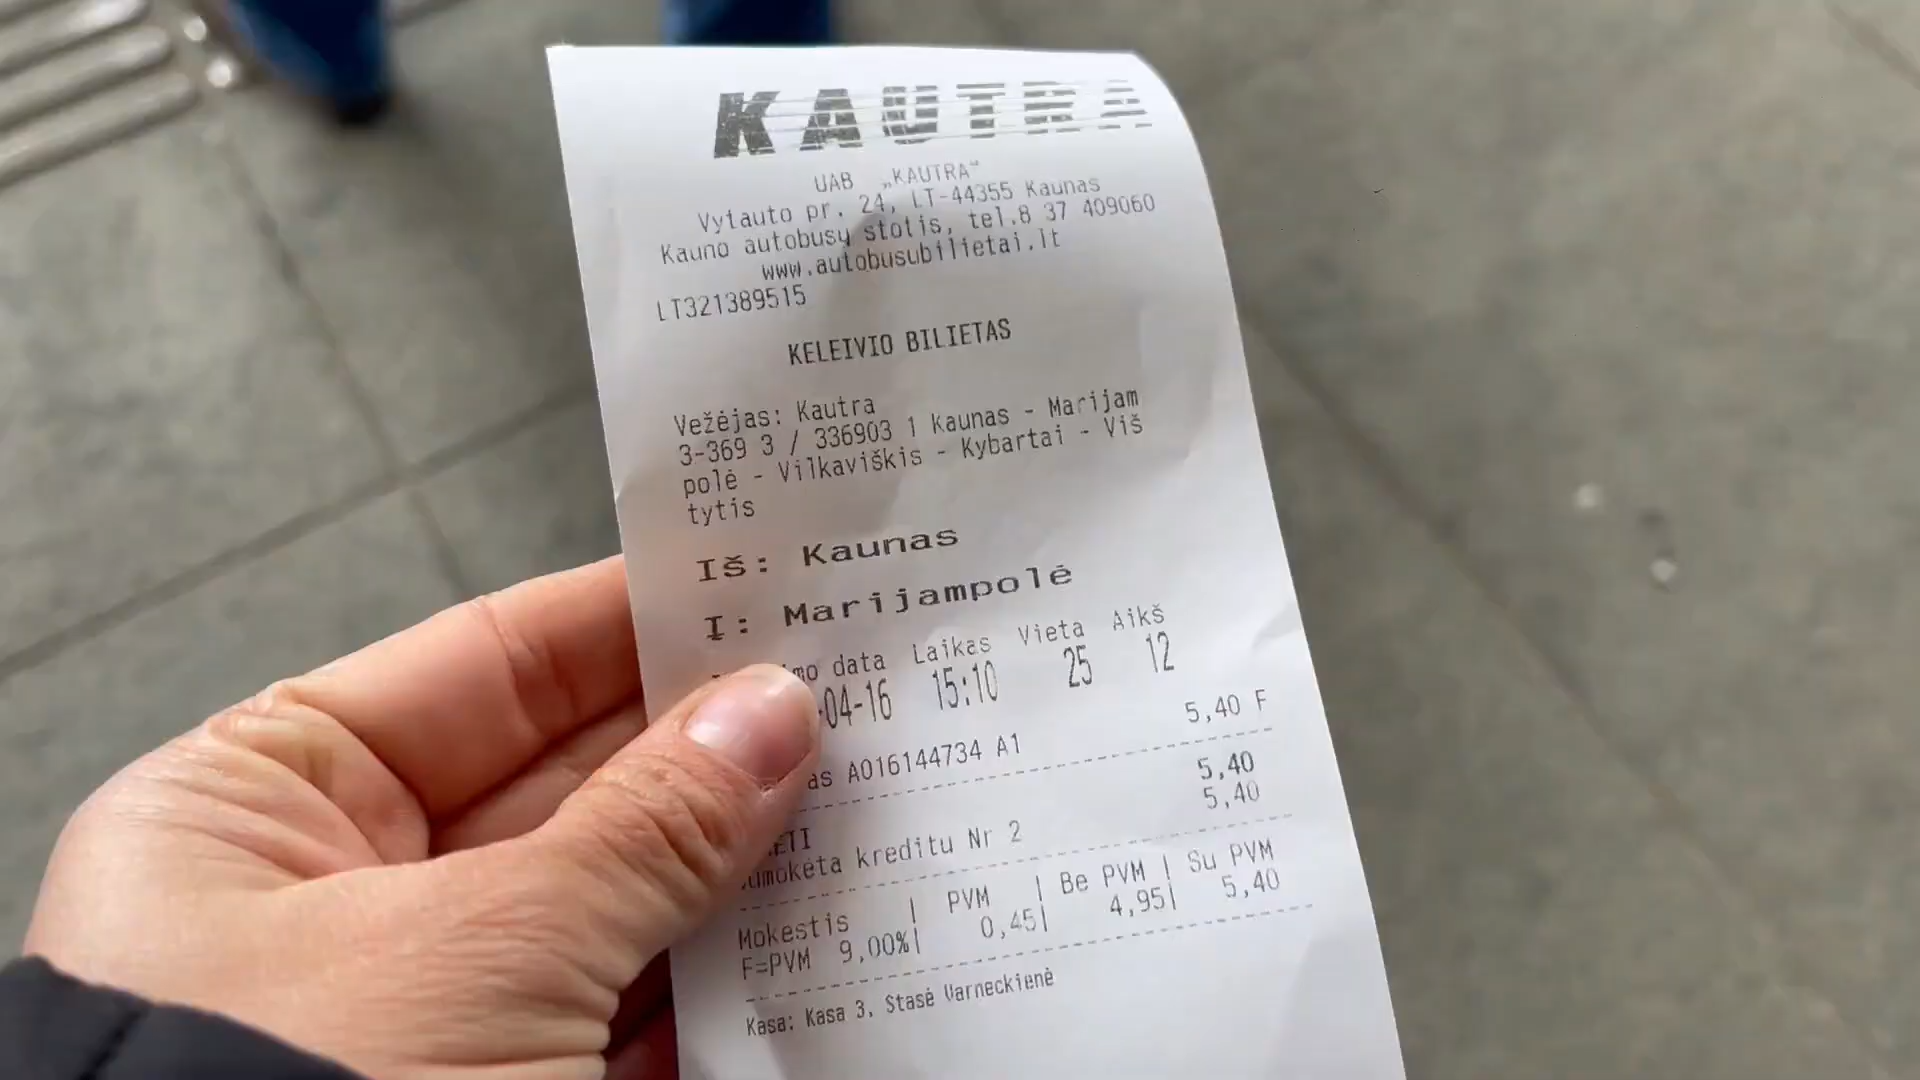 KAUTRA
UAB „KAUTRA“
Vytauto pr. 24, LT-44355 Kaunas
Kauno autobusų stotis, tel.8 37 409060
www.autobusubilietai.lt
LT321389515
KELEIVIO BILIETAS
Vežėjas: Kautra
3-369 3 / 336903 1 Kaunas - Marijam
polė - Vilkaviškis - Kybartai - Viš
tytis
Iš: Kaunas
Į: Marijampolė
data Laikas Vieta Aikš
-04-16 15:10 25 12
5,40 F
A016144734 A1
5,40
5,40
kreditu Nr 2
Mokestis | PVM | Be PVM | Su PVM
F=PVM 9,00%| 0,45| 4,95| 5,40
Kasa: Kasa 3, Stasė Varneckienė